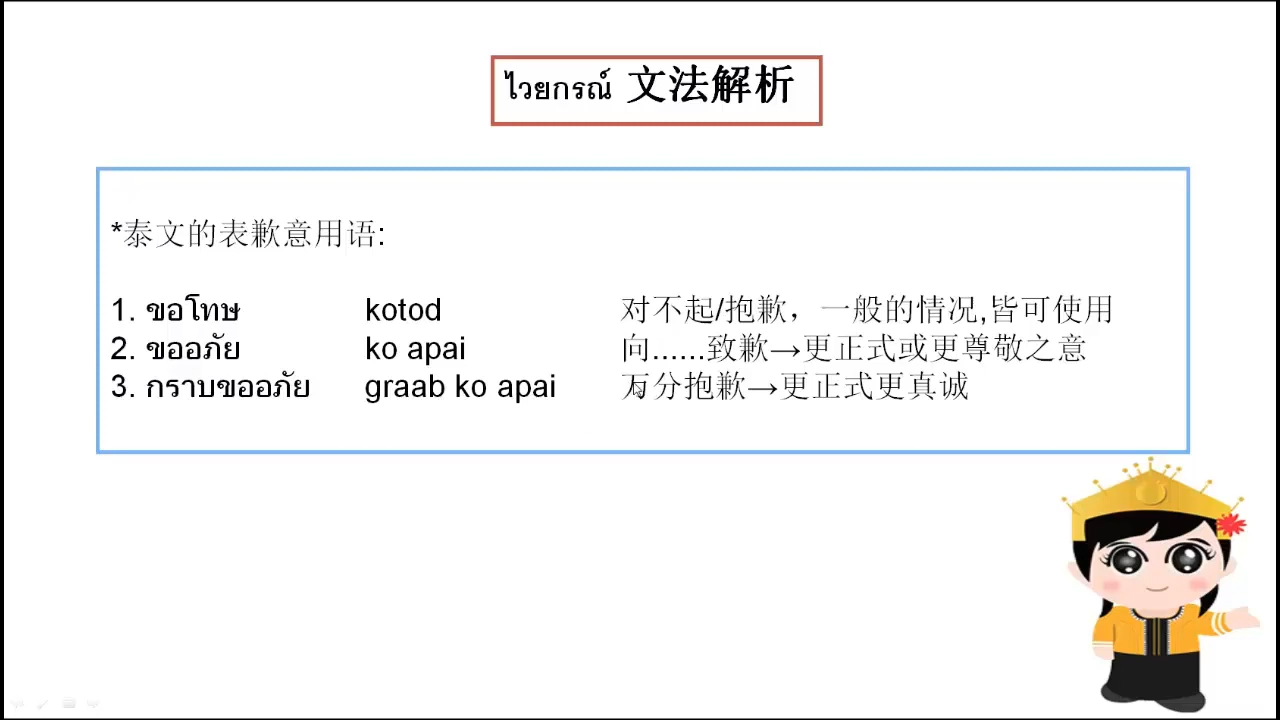 ไวยกรณ์ 文法解析
*泰文的表歉意用语:
1. ขอโทษ kotod 对不起/抱歉，一般的情况,皆可使用
2. ขออภัย ko apai 向......致歉→更正式或更尊敬之意
3. กราบขออภัย graab ko apai 万分抱歉→更正式更真诚